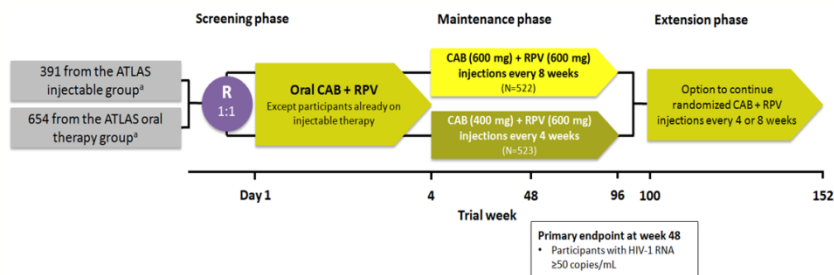 Screening phase
Maintenance phase
Extension phase
391 from the ATLAS
injectable groupᵃ
654 from the ATLAS oral
therapy groupᵃ
R
1:1
Oral CAB + RPV
Except participants already on
injectable therapy
CAB (600 mg) + RPV (600 mg)
injections every 8 weeks
(N=522)
CAB (400 mg) + RPV (600 mg)
injections every 4 weeks
(N=523)
Option to continue
randomized CAB + RPV
injections every 4 or 8 weeks
Day 1
4
48
96
100
152
Trial week
Primary endpoint at week 48
• Participants with HIV-1 RNA
≥50 copies/mL